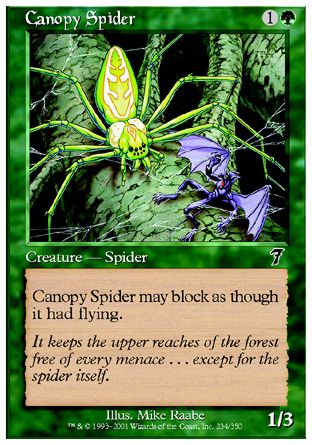 Canopy Spider 1
Creature — Spider 7
Canopy Spider may block as though
it had flying.
It keeps the upper reaches of the forest
free of every menace . . . except for the
spider itself.
Illus. Mike Raabe
1/3
™ & © 1993–2001 Wizards of the Coast, Inc. 234/350